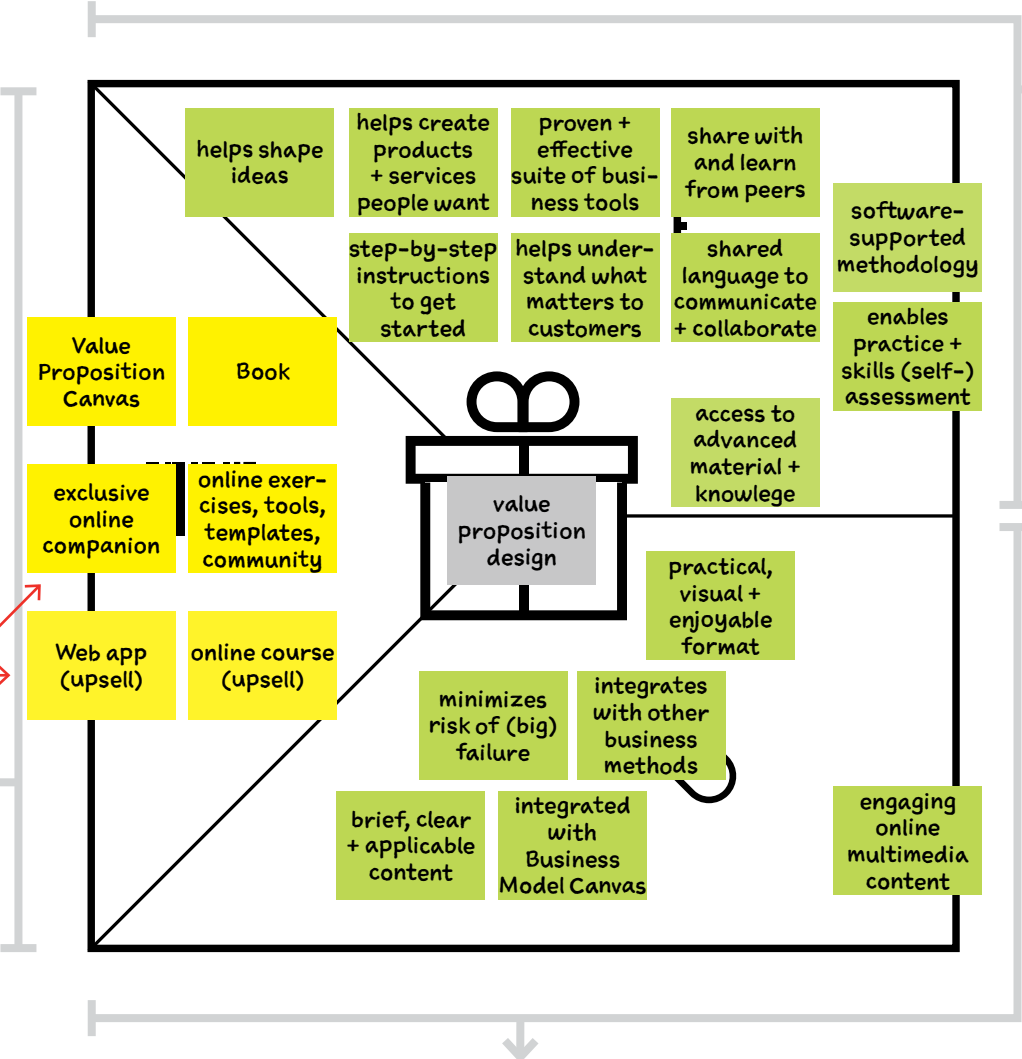 helps shape
ideas
helps create
products
+ services
people want
proven +
effective
suite of busi-
ness tools
share with
and learn
from peers
software-
supported
methodology
step-by-step
instructions
to get
started
helps under-
stand what
matters to
customers
shared
language to
communicate
+ collaborate
enables
practice +
skills (self-)
assessment
Value
Proposition
Canvas
Book
access to
advanced
material +
knowlege
exclusive
online
companion
online exer-
cises, tools,
templates,
community
value
proposition
design
practical,
visual +
enjoyable
format
Web app
(upsell)
online course
(upsell)
minimizes
risk of (big)
failure
integrates
with other
business
methods
brief, clear
+ applicable
content
integrated
with
Business
Model Canvas
engaging
online
multimedia
content